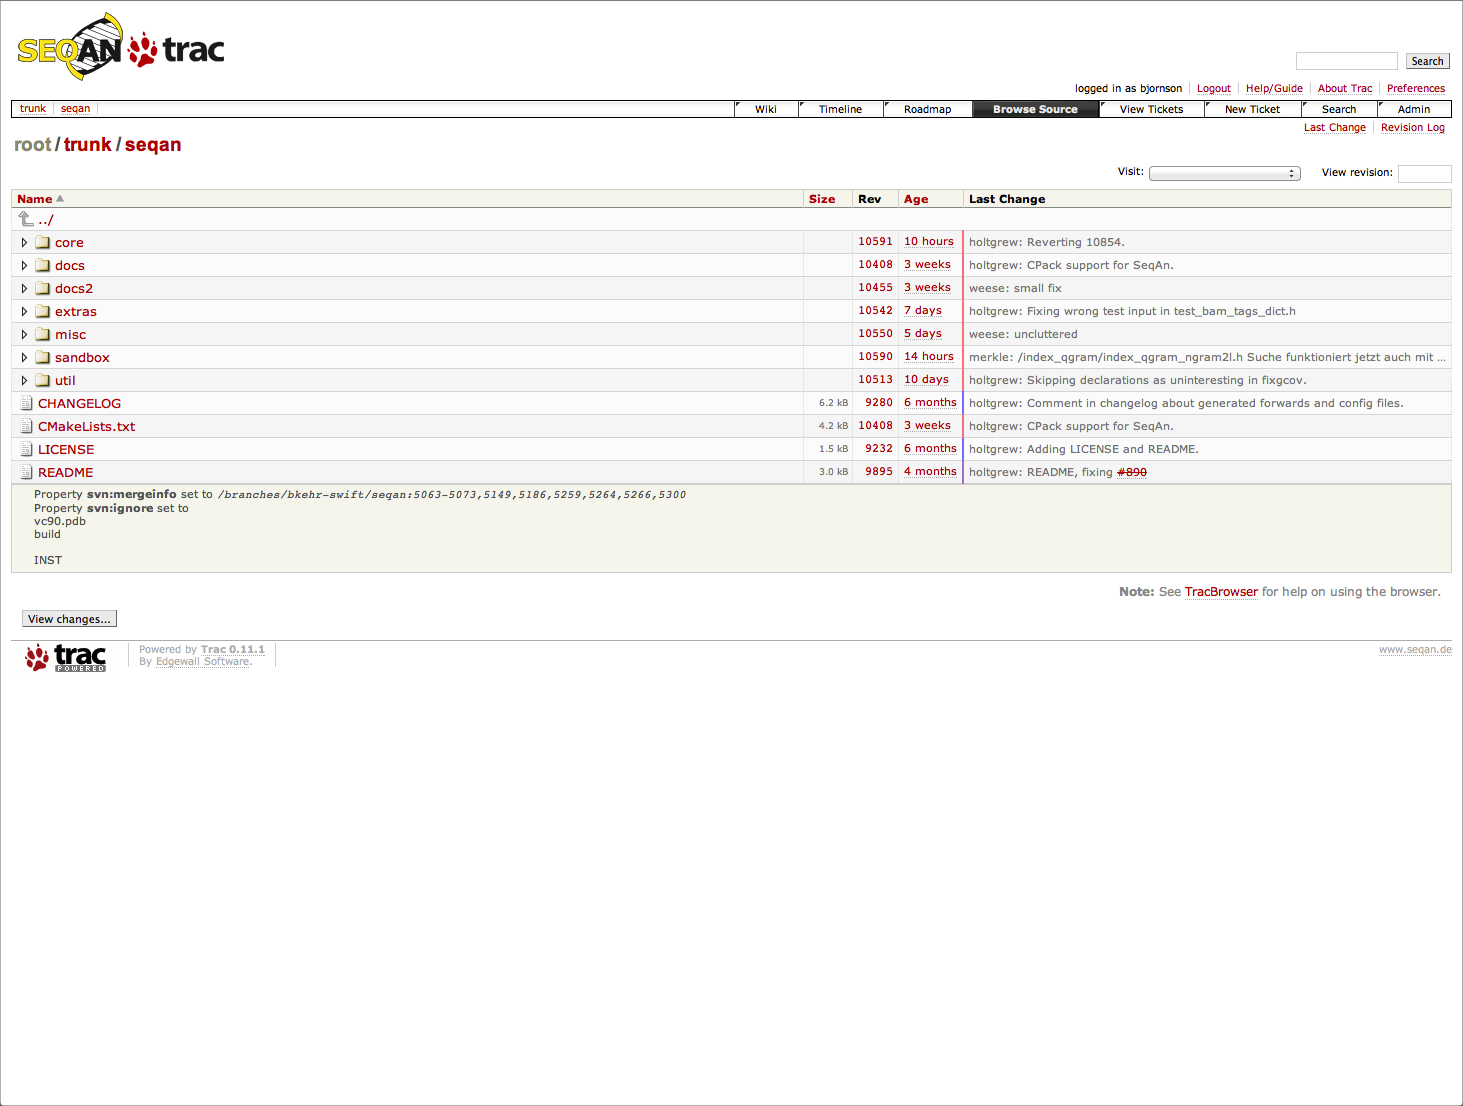 SEQAN trac
Search
logged in as bjornson Logout Help/Guide About Trac Preferences
trunk seqan Wiki Timeline Roadmap Browse Source View Tickets New Ticket Search Admin
Last Change Revision Log
root / trunk / seqan
Visit: View revision:
Name Size Rev Age Last Change
../
core 10591 10 hours holtgrew: Reverting 10854.
docs 10408 3 weeks holtgrew: CPack support for SeqAn.
docs2 10455 3 weeks weese: small fix
extras 10542 7 days holtgrew: Fixing wrong test input in test_bam_tags_dict.h
misc 10550 5 days weese: uncluttered
sandbox 10590 14 hours merkle: /index_qgram/index_qgram_ngram2l.h Suche funktioniert jetzt auch mit …
util 10513 10 days holtgrew: Skipping declarations as uninteresting in fixgcov.
CHANGELOG 6.2 kB 9280 6 months holtgrew: Comment in changelog about generated forwards and config files.
CMakeLists.txt 4.2 kB 10408 3 weeks holtgrew: CPack support for SeqAn.
LICENSE 1.5 kB 9232 6 months holtgrew: Adding LICENSE and README.
README 3.0 kB 9895 4 months holtgrew: README, fixing #890
Property svn:mergeinfo set to /branches/bkehr-swift/seqan:5063-5073,5149,5186,5259,5264,5266,5300
Property svn:ignore set to
vc90.pdb
build
INST
Note: See TracBrowser for help on using the browser.
View changes...
trac POWERED
Powered by Trac 0.11.1
By Edgewall Software.
www.seqan.de